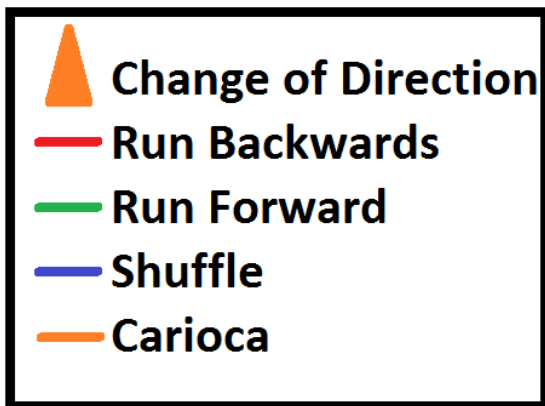 Change of Direction
Run Backwards
Run Forward
Shuffle
Carioca